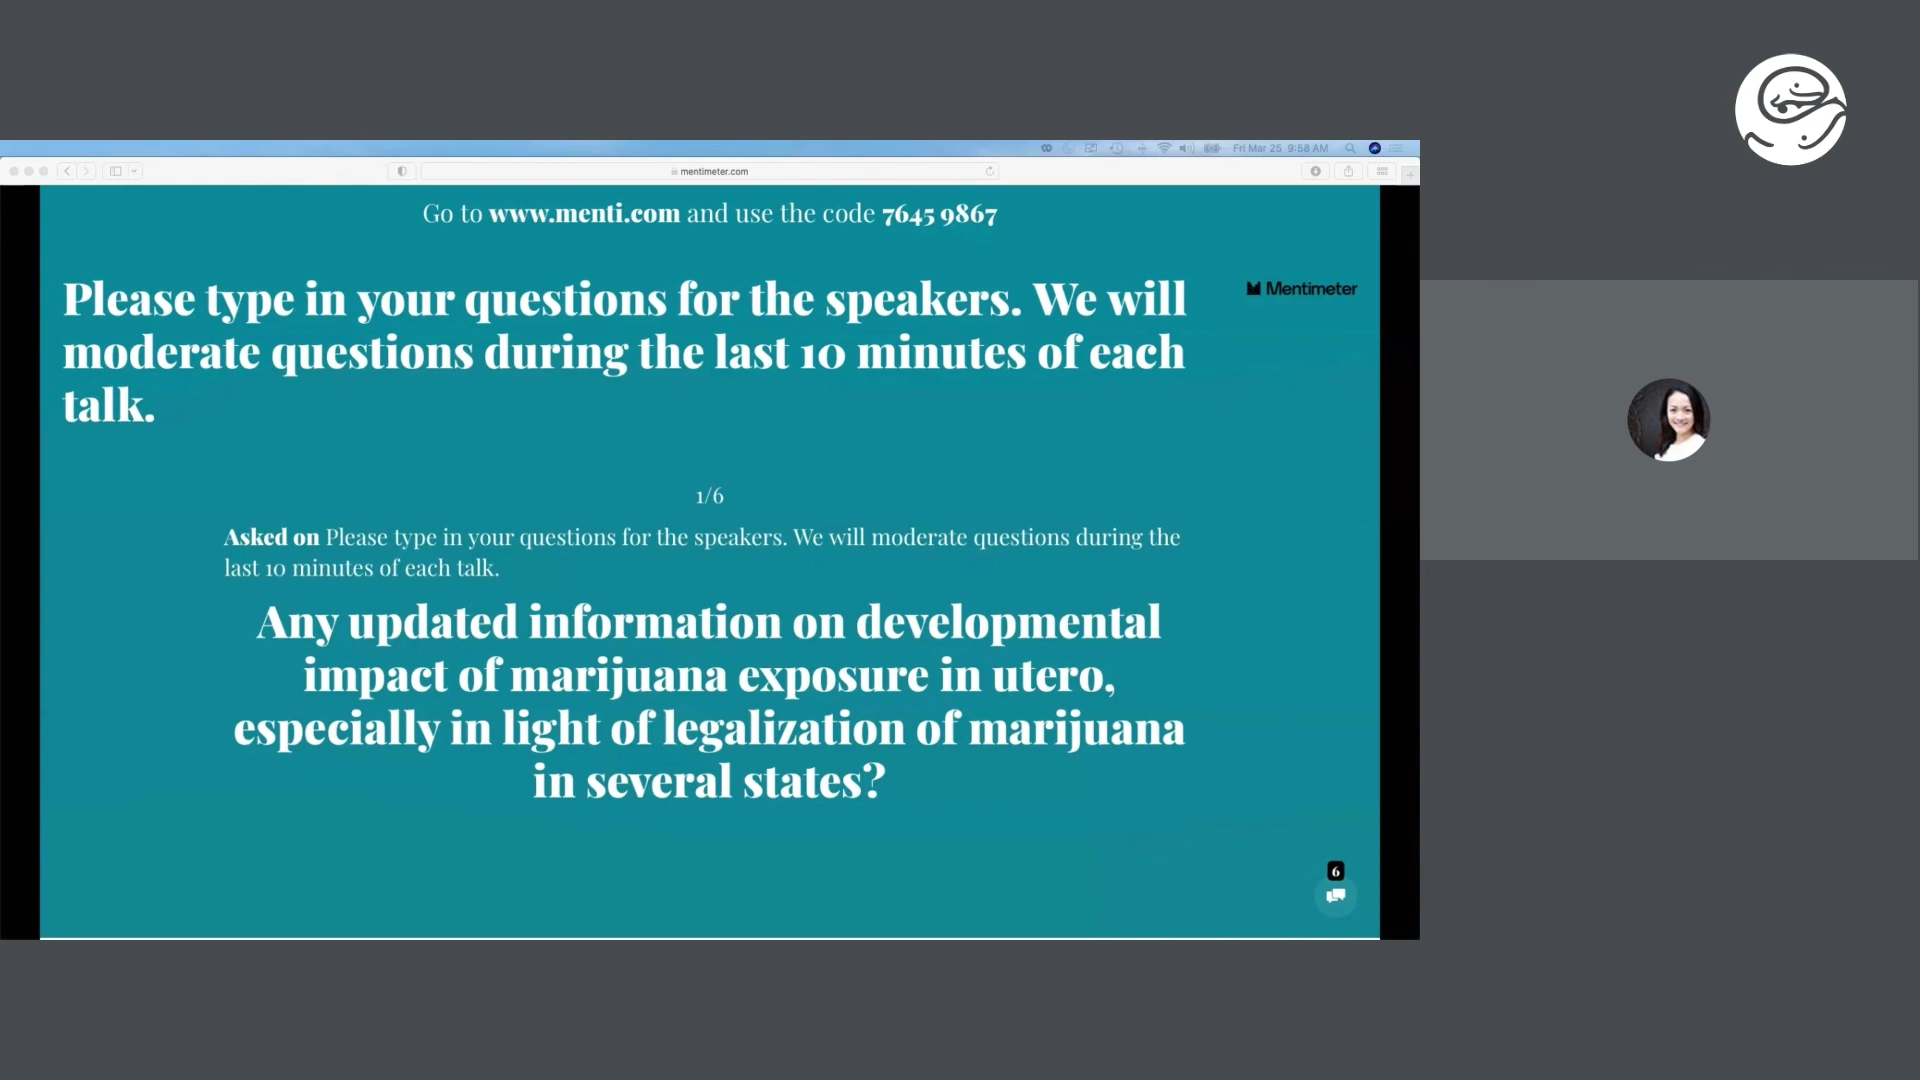 Fri Mar 25 9:58 AM
mentimeter.com
Go to www.menti.com and use the code 7645 9867
Please type in your questions for the speakers. We will
moderate questions during the last 10 minutes of each
talk.
Mentimeter
1/6
Asked on Please type in your questions for the speakers. We will moderate questions during the
last 10 minutes of each talk.
Any updated information on developmental
impact of marijuana exposure in utero,
especially in light of legalization of marijuana
in several states?
6